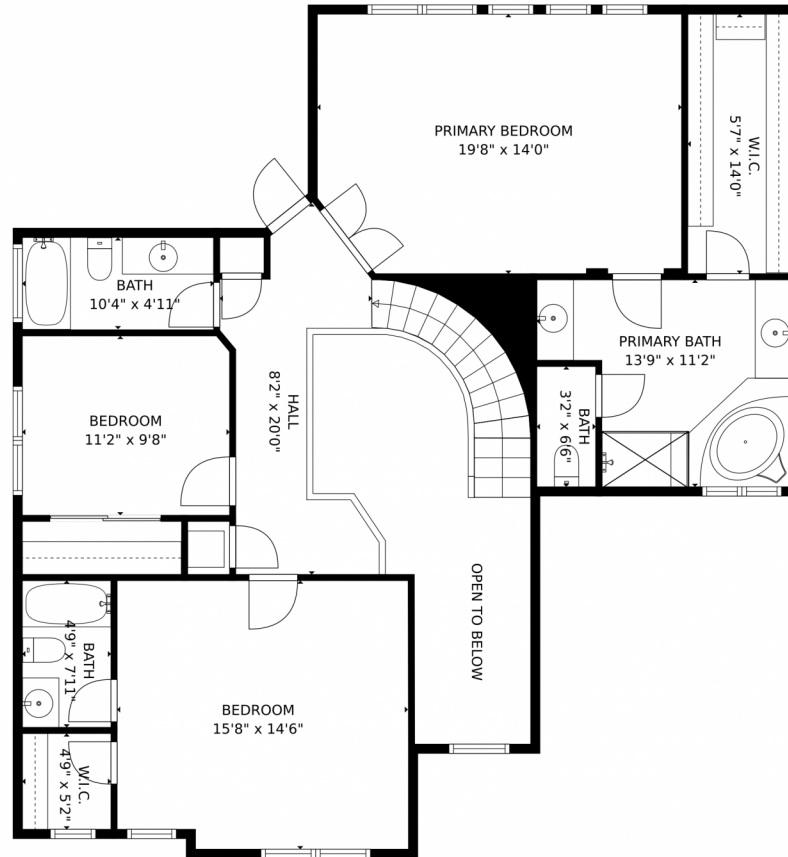 PRIMARY BEDROOM
19'8" x 14'0"
W.I.C.
5'7" x 14'0"
BATH
10'4" x 4'11"
PRIMARY BATH
13'9" x 11'2"
BEDROOM
11'2" x 9'8"
HALL
8'2" x 20'0"
BATH
3'2" x 6'6"
OPEN TO BELOW
BATH
4'9" x 7'11"
BEDROOM
15'8" x 14'6"
W.I.C.
4'9" x 5'2"